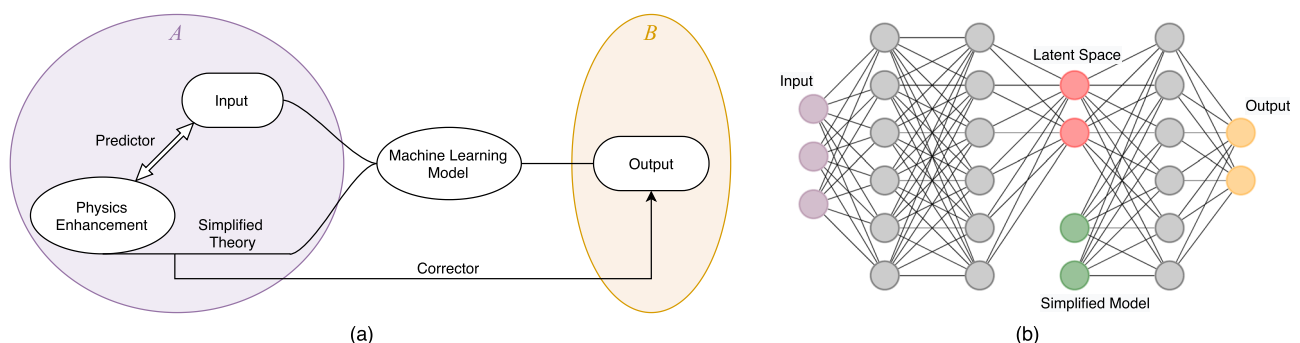 A
Input
Predictor
Physics
Enhancement
Simplified
Theory
Machine Learning
Model
B
Output
Corrector
(a)
Input
Latent Space
Output
Simplified Model
(b)